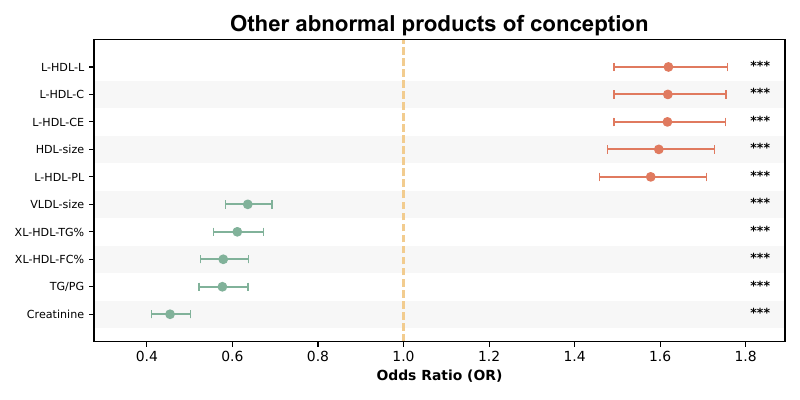 Other abnormal products of conception
L-HDL-L ***
L-HDL-C ***
L-HDL-CE ***
HDL-size ***
L-HDL-PL ***
VLDL-size ***
XL-HDL-TG% ***
XL-HDL-FC% ***
TG/PG ***
Creatinine ***
0.4 0.6 0.8 1.0 1.2 1.4 1.6 1.8
Odds Ratio (OR)